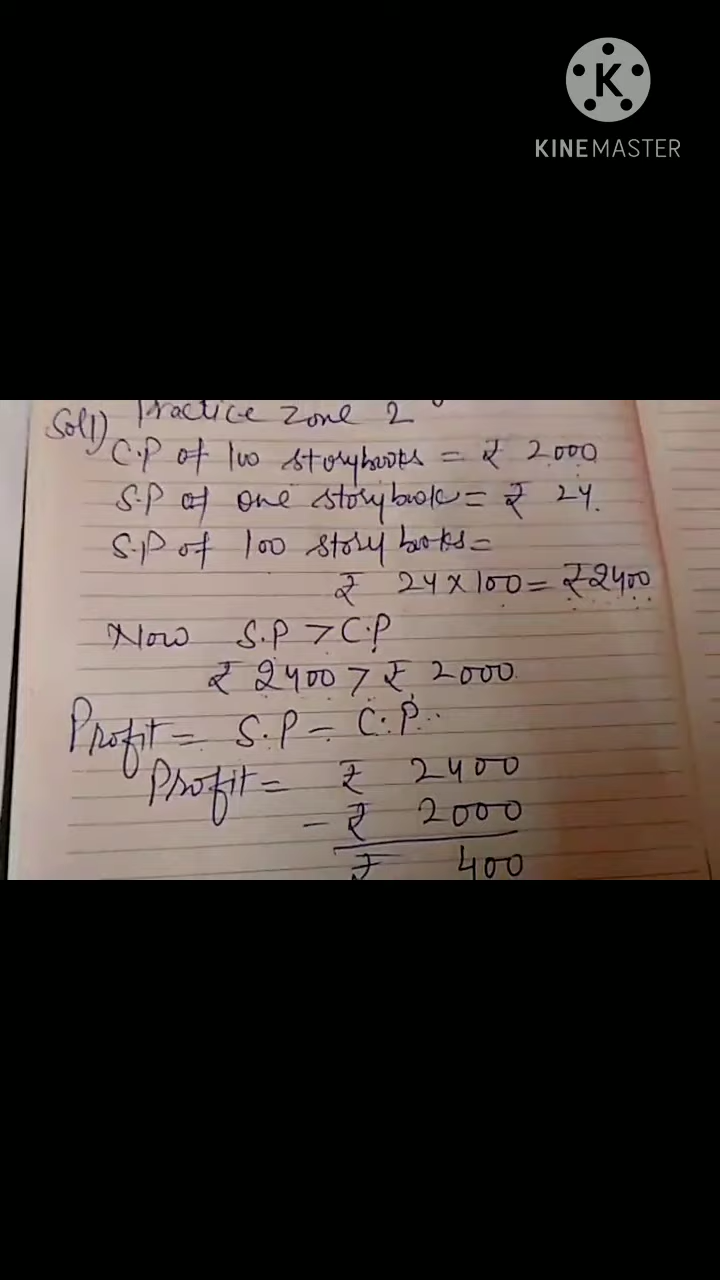 K
KINEMASTER
Practice Zone 2
Sol1)
C.P of 100 storybooks = ₹ 2000
S.P of one storybook = ₹ 24.
S.P of 100 story books =
₹ 24 x 100 = ₹2400
Now S.P > C.P
₹ 2400 > ₹ 2000
Profit = S.P - C.P..
Profit = ₹ 2400
- ₹ 2000
₹ 400